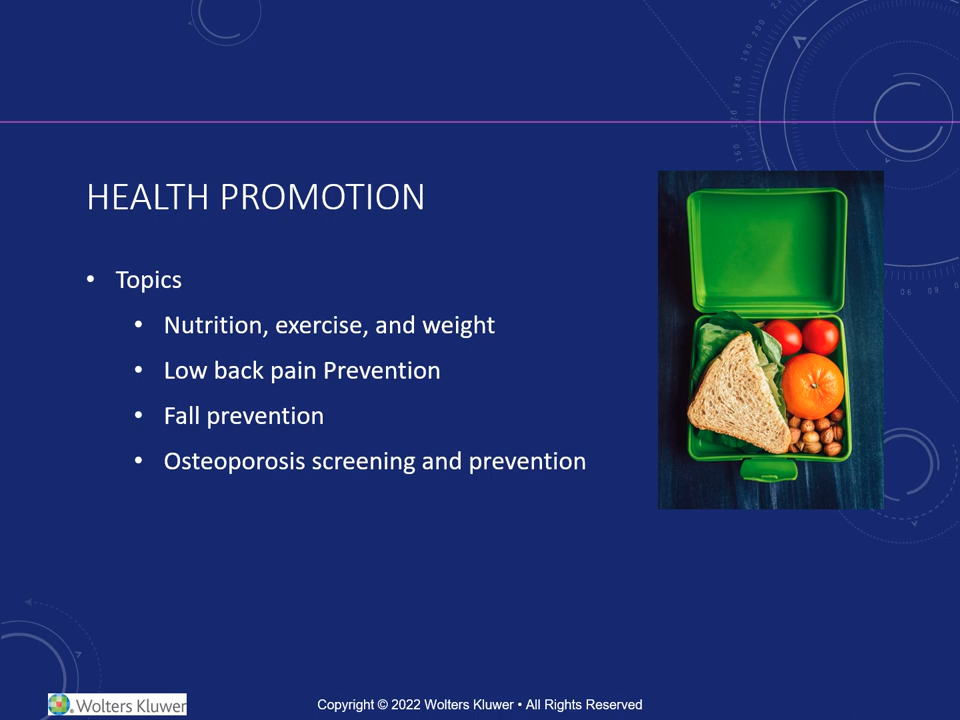 HEALTH PROMOTION
• Topics
• Nutrition, exercise, and weight
• Low back pain Prevention
• Fall prevention
• Osteoporosis screening and prevention
Wolters Kluwer
Copyright © 2022 Wolters Kluwer • All Rights Reserved